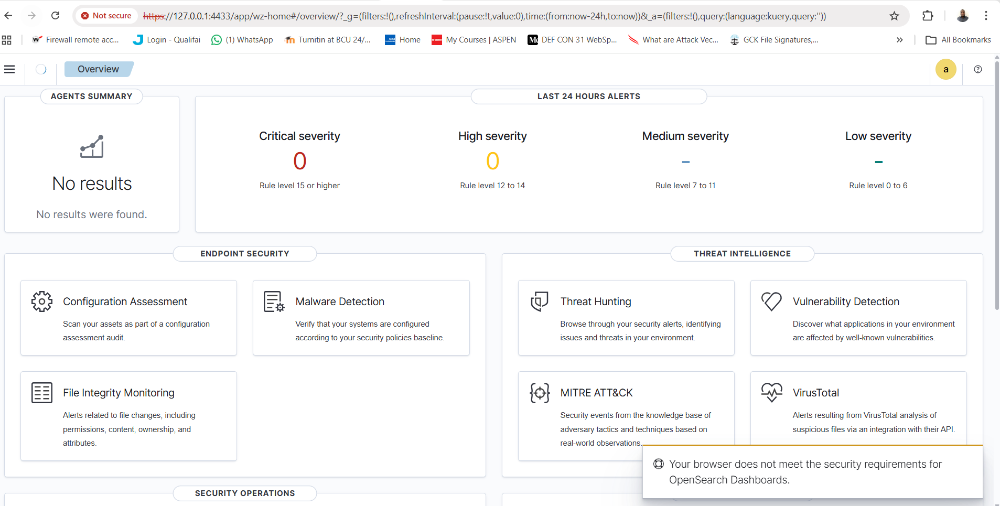 Not secure
https://127.0.0.1:4433/app/wz-home#/overview/?_g=(filters:!(),refreshInterval:(pause:!t,value:0),time:(from:now-24h,to:now))&_a=(filters:!(),query:(language:kuery,query:''))
Firewall remote acc...
Login - Qualifai
(1) WhatsApp
Turnitin at BCU 24/...
Home
My Courses | ASPEN
DEF CON 31 WebSp...
What are Attack Vec...
GCK File Signatures,...
»
All Bookmarks
Overview
a
AGENTS SUMMARY
No results
No results were found.
LAST 24 HOURS ALERTS
Critical severity
0
Rule level 15 or higher
High severity
0
Rule level 12 to 14
Medium severity
-
Rule level 7 to 11
Low severity
-
Rule level 0 to 6
ENDPOINT SECURITY
Configuration Assessment
Scan your assets as part of a configuration
assessment audit.
Malware Detection
Verify that your systems are configured
according to your security policies baseline.
File Integrity Monitoring
Alerts related to file changes, including
permissions, content, ownership, and
attributes.
THREAT INTELLIGENCE
Threat Hunting
Browse through your security alerts, identifying
issues and threats in your environment.
Vulnerability Detection
Discover what applications in your environment
are affected by well-known vulnerabilities.
MITRE ATT&CK
Security events from the knowledge base of
adversary tactics and techniques based on
real-world observations.
VirusTotal
Alerts resulting from VirusTotal analysis of
suspicious files via an integration with their API.
Your browser does not meet the security requirements for
OpenSearch Dashboards.
SECURITY OPERATIONS